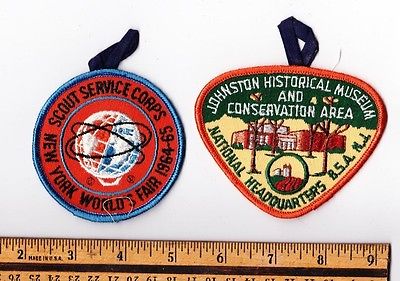 SCOUT SERVICE CORPS
NEW YORK WORLD'S FAIR 1964-65
JOHNSTON HISTORICAL MUSEUM
AND
CONSERVATION AREA
NATIONAL HEADQUARTERS B.S.A. N.J.
1 2 3 4 5 6 7 8 9
MADE IN U.S.A.